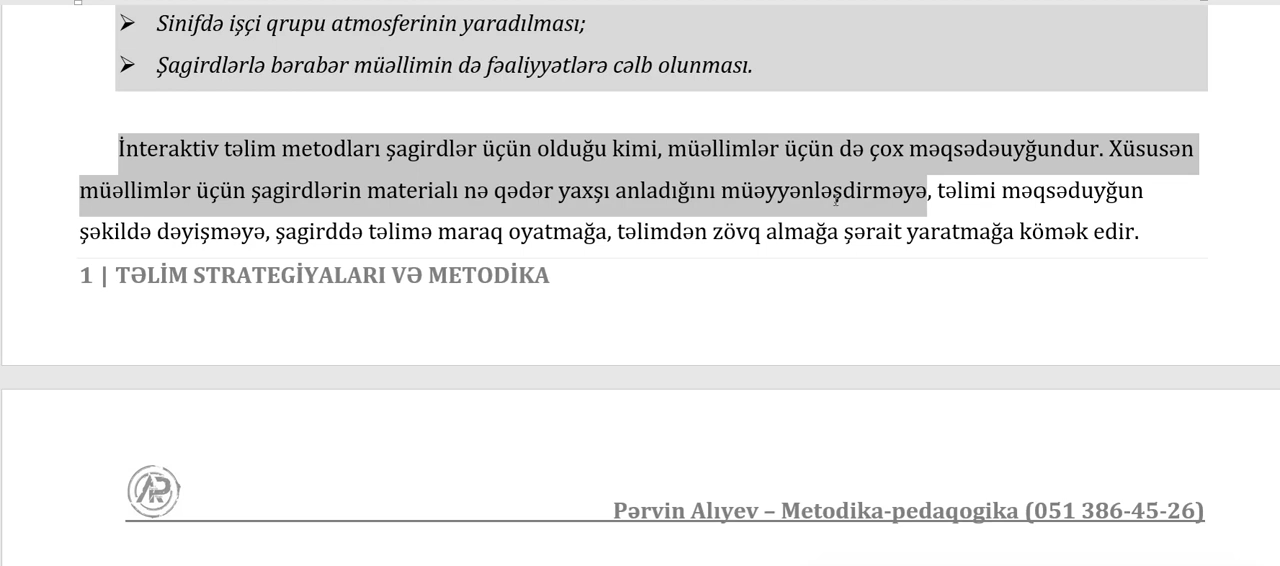 ➢ Sinifdə işçi qrupu atmosferinin yaradılması;
➢ Şagirdlərlə bərabər müəllimin də fəaliyyətlərə cəlb olunması.
İnteraktiv təlim metodları şagirdlər üçün olduğu kimi, müəllimlər üçün də çox məqsədəuyğundur. Xüsusən
müəllimlər üçün şagirdlərin materialı nə qədər yaxşı anladığını müəyyənləşdirməyə, təlimi məqsəduyğun
şəkildə dəyişməyə, şagirddə təlimə maraq oyatmağa, təlimdən zövq almağa şərait yaratmağa kömək edir.
1 | TƏLİM STRATEGİYALARI VƏ METODİKA
Pərvin Alıyev – Metodika-pedaqogika (051 386-45-26)